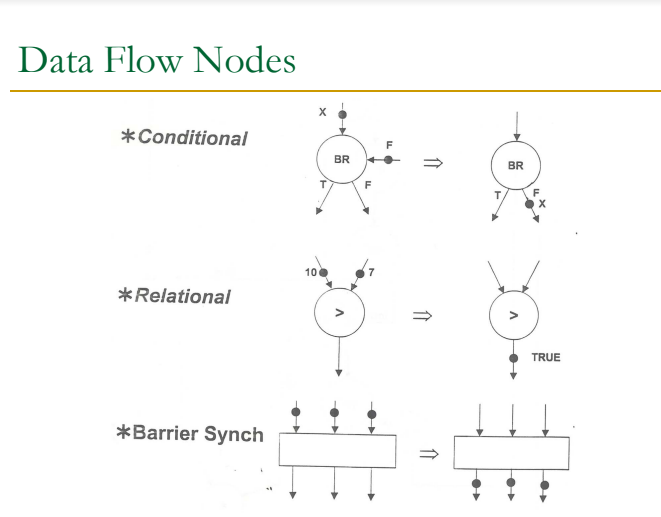 Data Flow Nodes
*Conditional
X
BR
F
T
F
⇒
BR
T
F
X
*Relational
10
7
>
⇒
>
TRUE
*Barrier Synch
⇒